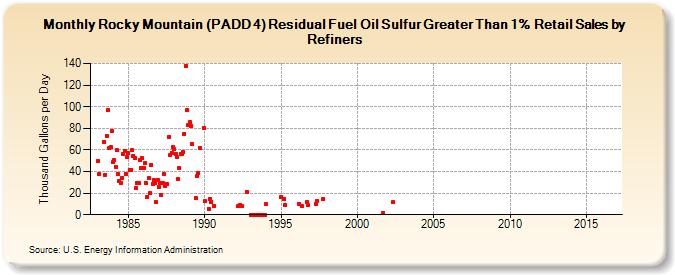 Monthly Rocky Mountain (PADD 4) Residual Fuel Oil Sulfur Greater Than 1% Retail Sales by
Refiners
Thousand Gallons per Day
140
120
100
80
60
40
20
0
1985 1990 1995 2000 2005 2010 2015
Source: U.S. Energy Information Administration